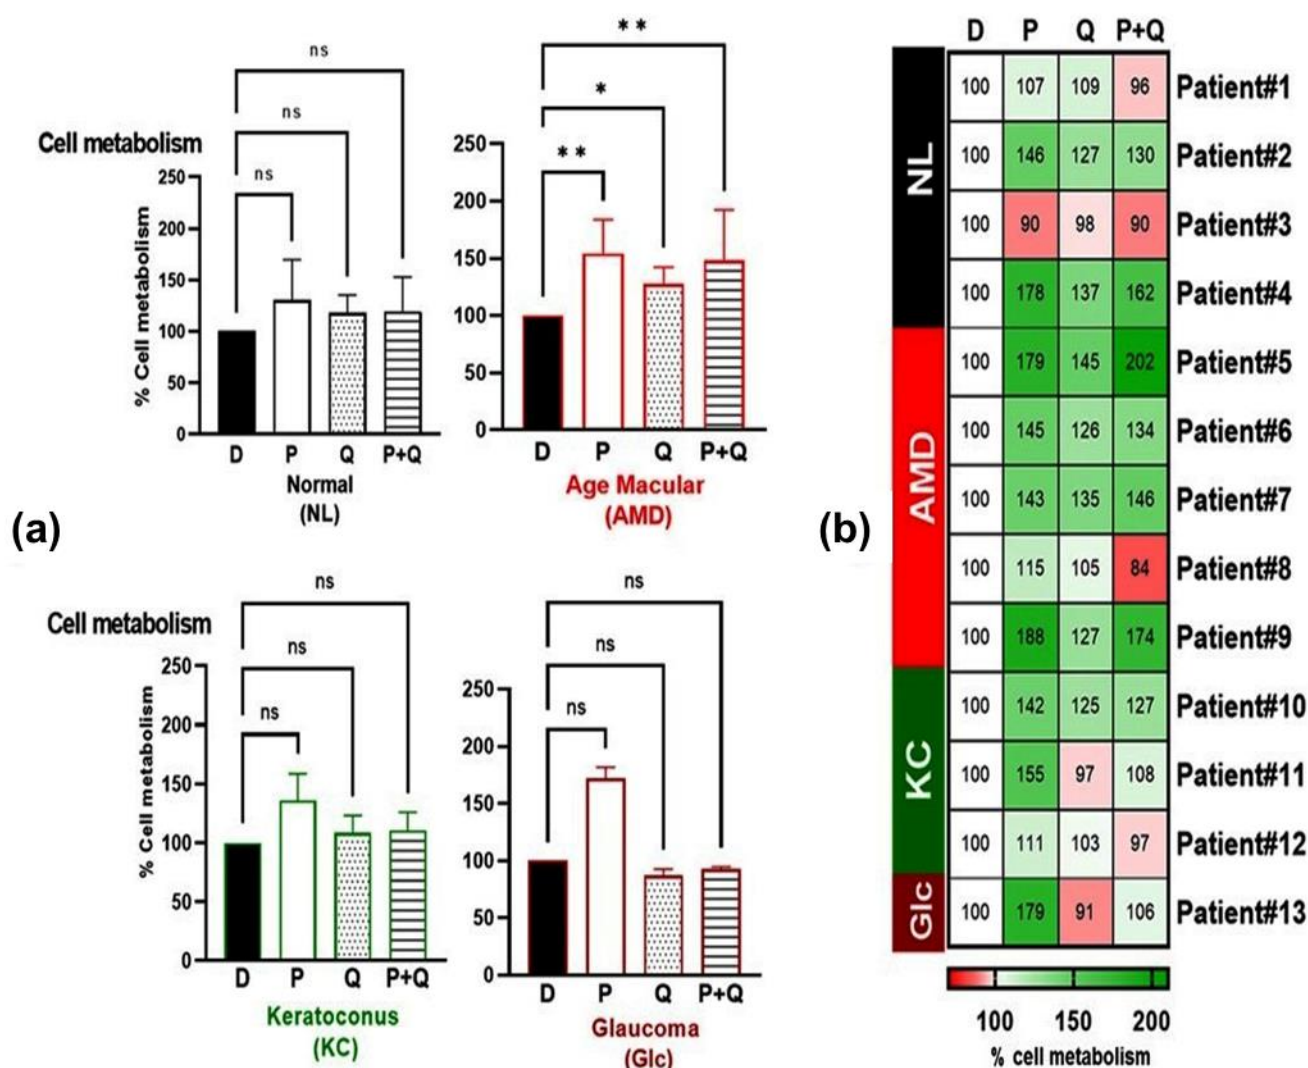 (a)
Cell metabolism
% Cell metabolism
250
200
150
100
50
0
ns
ns
ns
D P Q P+Q
Normal
(NL)
250
200
150
100
50
0
**
*
**
D P Q P+Q
Age Macular
(AMD)
Cell metabolism
% Cell metabolism
250
200
150
100
50
0
ns
ns
ns
D P Q P+Q
Keratoconus
(KC)
250
200
150
100
50
0
ns
ns
ns
D P Q P+Q
Glaucoma
(Glc)
(b)
D P Q P+Q
NL
100 107 109 96 Patient#1
100 146 127 130 Patient#2
100 90 98 90 Patient#3
100 178 137 162 Patient#4
AMD
100 179 145 202 Patient#5
100 145 126 134 Patient#6
100 143 135 146 Patient#7
100 115 105 84 Patient#8
100 188 127 174 Patient#9
KC
100 142 125 127 Patient#10
100 155 97 108 Patient#11
100 111 103 97 Patient#12
Glc
100 179 91 106 Patient#13
100 150 200
% cell metabolism